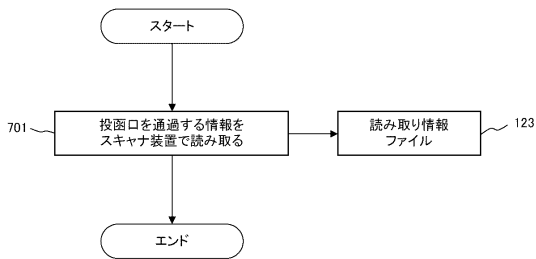 スタート
701
投函口を通過する情報を
スキャナ装置で読み取る
読み取り情報
ファイル
123
エンド